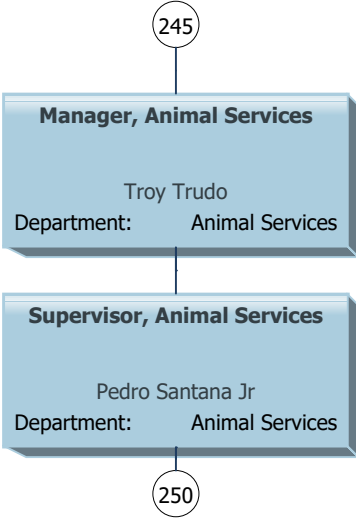 245
Manager, Animal Services
Troy Trudo
Department: Animal Services
Supervisor, Animal Services
Pedro Santana Jr
Department: Animal Services
250